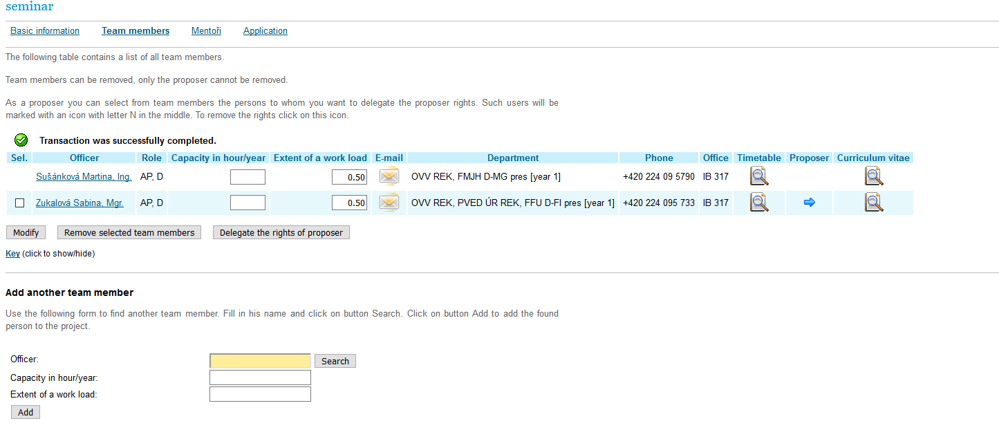 seminar
Basic information Team members Mentoři Application
The following table contains a list of all team members.
Team members can be removed, only the proposer cannot be removed.
As a proposer you can select from team members the persons to whom you want to delegate the proposer rights. Such users will be
marked with an icon with letter N in the middle. To remove the rights click on this icon.
Transaction was successfully completed.
Sel. Officer Role Capacity in hour/year Extent of a work load E-mail Department Phone Office Timetable Proposer Curriculum vitae
Sušánková Martina, Ing. AP, D 0.50 OVV REK, FMJH D-MG pres [year 1] +420 224 09 5790 IB 317
Zukalová Sabina, Mgr. AP, D 0.50 OVV REK, PVED ÚR REK, FFU D-FI pres [year 1] +420 224 095 733 IB 317
Modify Remove selected team members Delegate the rights of proposer
Key (click to show/hide)
Add another team member
Use the following form to find another team member. Fill in his name and click on button Search. Click on button Add to add the found
person to the project.
Officer: Search
Capacity in hour/year:
Extent of a work load:
Add